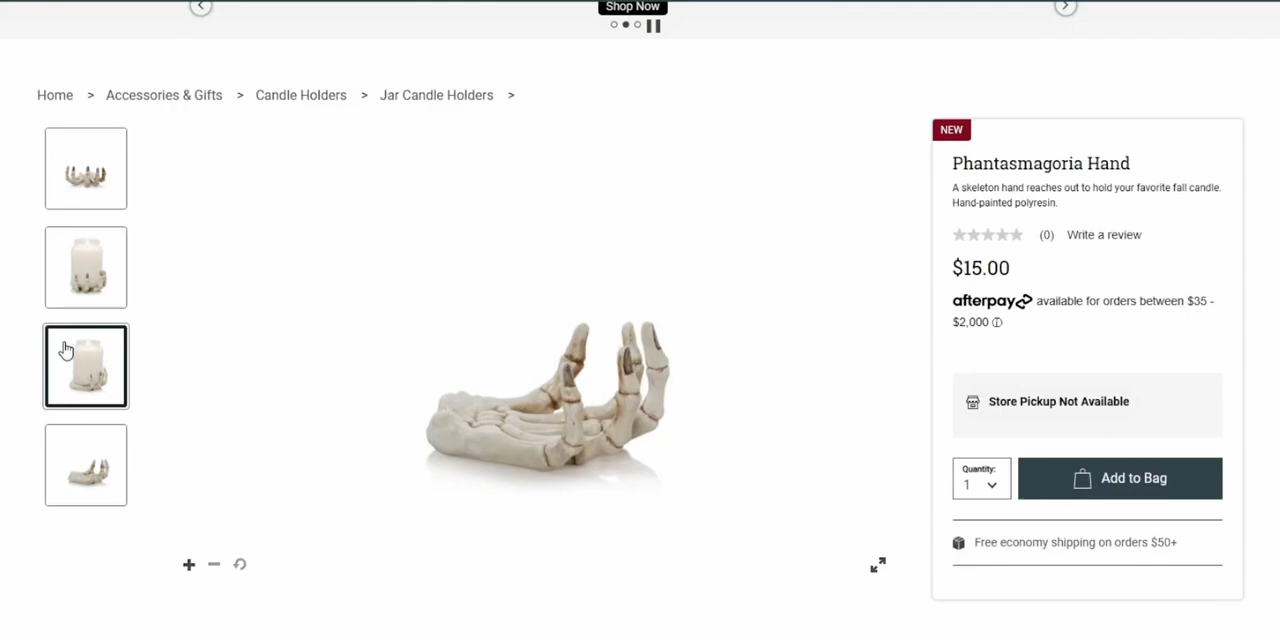 Shop Now
Home > Accessories & Gifts > Candle Holders > Jar Candle Holders >
NEW
Phantasmagoria Hand
A skeleton hand reaches out to hold your favorite fall candle.
Hand-painted polyresin.
(0) Write a review
$15.00
afterpay available for orders between $35 -
$2,000
Store Pickup Not Available
Quantity:
1
Add to Bag
Free economy shipping on orders $50+